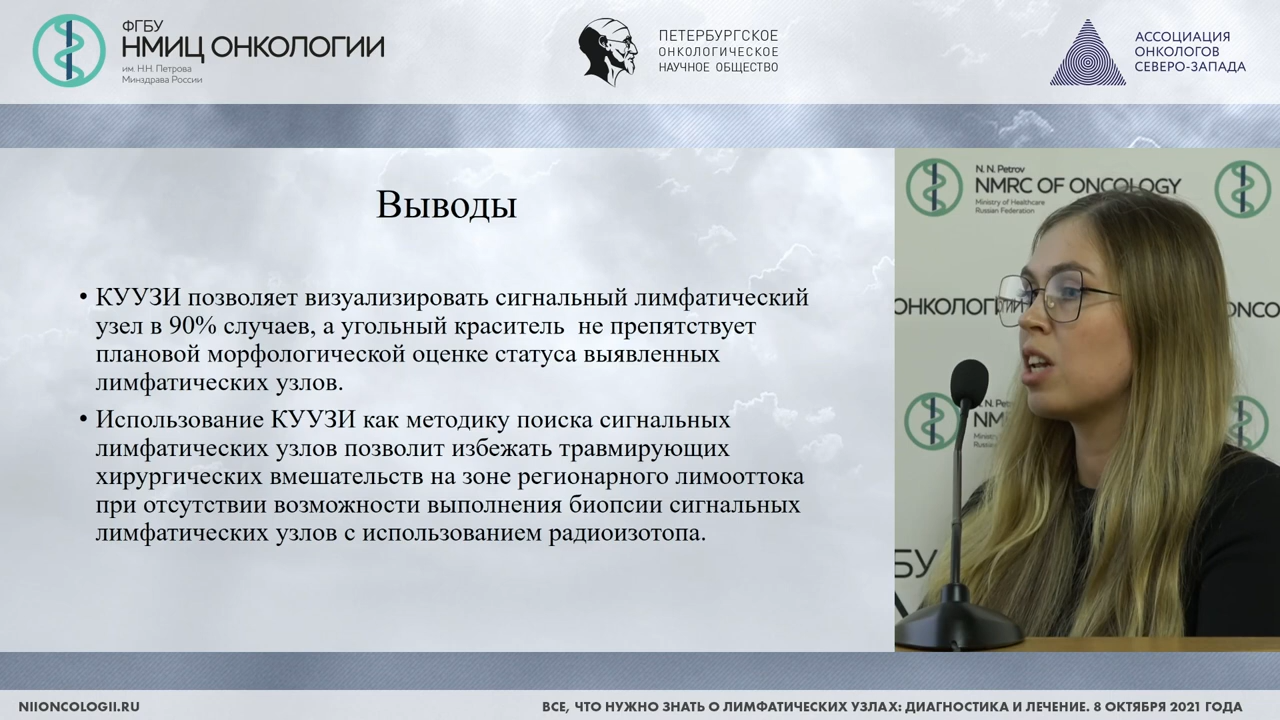 ФГБУ
НМИЦ ОНКОЛОГИИ
им. Н.Н. Петрова
Минздрава России
ПЕТЕРБУРГСКОЕ
ОНКОЛОГИЧЕСКОЕ
НАУЧНОЕ ОБЩЕСТВО
АССОЦИАЦИЯ
ОНКОЛОГОВ
СЕВЕРО-ЗАПАДА
Выводы
• КУУЗИ позволяет визуализировать сигнальный лимфатический
узел в 90% случаев, а угольный краситель не препятствует
плановой морфологической оценке статуса выявленных
лимфатических узлов.
• Использование КУУЗИ как методику поиска сигнальных
лимфатических узлов позволит избежать травмирующих
хирургических вмешательств на зоне регионарного лимооттока
при отсутствии возможности выполнения биопсии сигнальных
лимфатических узлов с использованием радиоизотопа.
N. N. Petrov
NMRC OF ONCOLOGY
Ministry of Healthcare
Russian Federation
NIIONCOLOGII.RU
ВСЕ, ЧТО НУЖНО ЗНАТЬ О ЛИМФАТИЧЕСКИХ УЗЛАХ: ДИАГНОСТИКА И ЛЕЧЕНИЕ. 8 ОКТЯБРЯ 2021 ГОДА